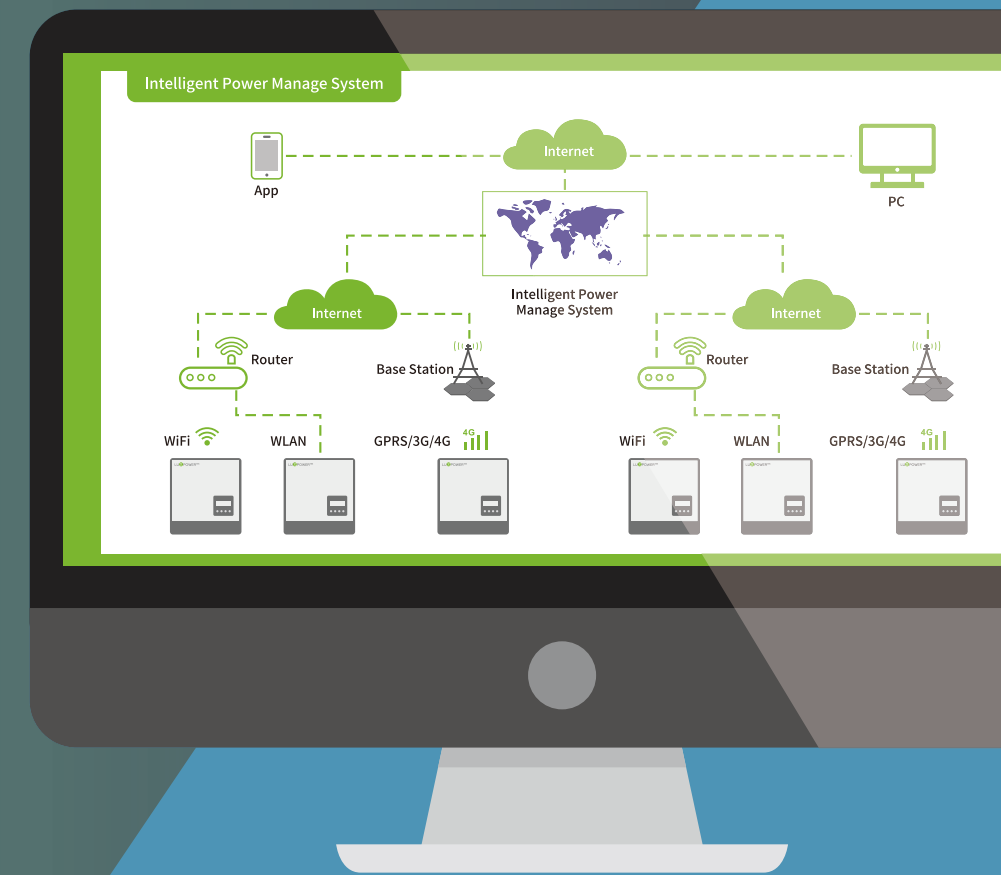 Intelligent Power Manage System
Internet
App
PC
Intelligent Power
Manage System
Internet
Internet
Router
Base Station
Router
Base Station
WiFi
WLAN
GPRS/3G/4G
4G
WiFi
WLAN
GPRS/3G/4G
4G